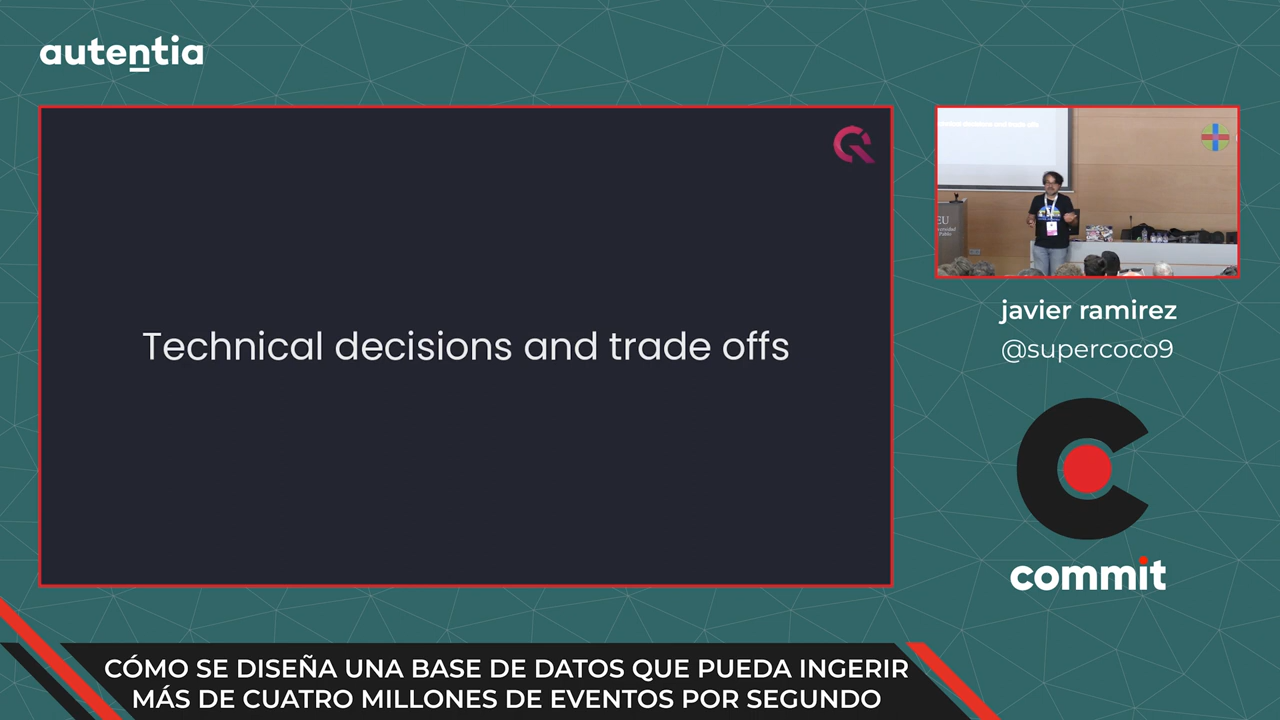 autentia
Technical decisions and trade offs
javier ramirez
@supercoco9
commit
CÓMO SE DISEÑA UNA BASE DE DATOS QUE PUEDA INGERIR
MÁS DE CUATRO MILLONES DE EVENTOS POR SEGUNDO